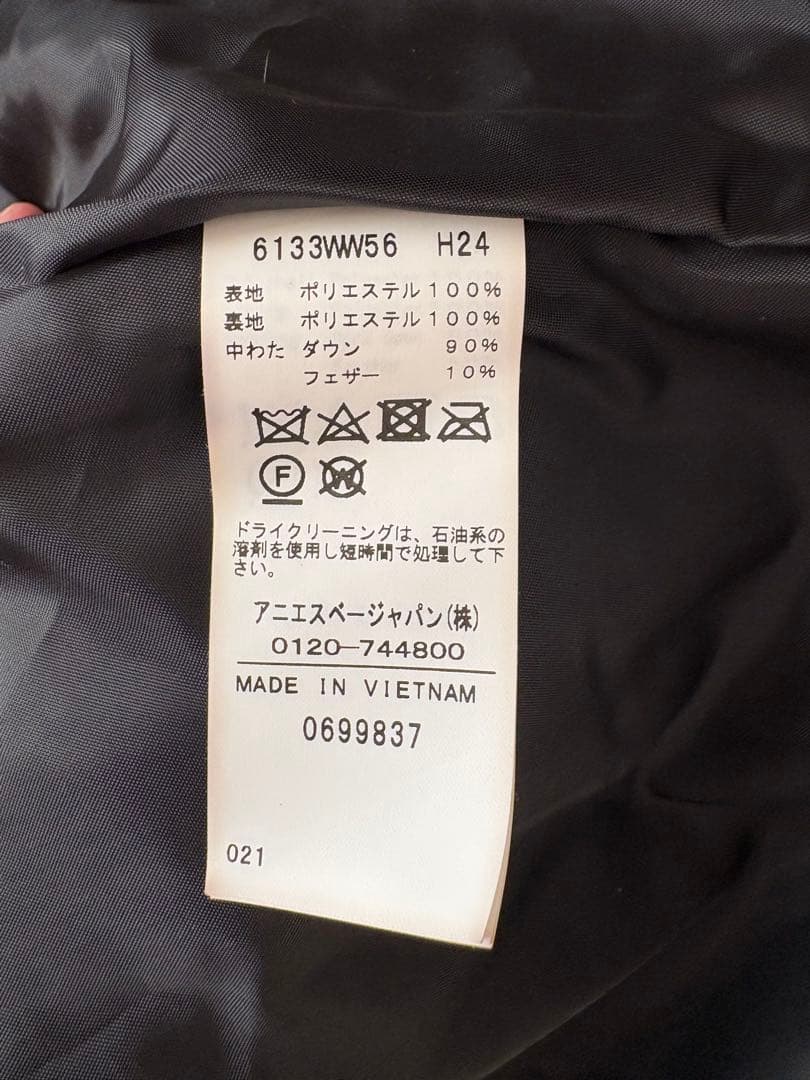 6133WW56 H24
表地 ポリエステル100%
裏地 ポリエステル100%
中わた ダウン 90%
フェザー 10%
F
W
ドライクリーニングは、石油系の
溶剤を使用し短時間で処理して下
さい。
アニエスベージャパン(株)
0120-744800
MADE IN VIETNAM
0699837
021